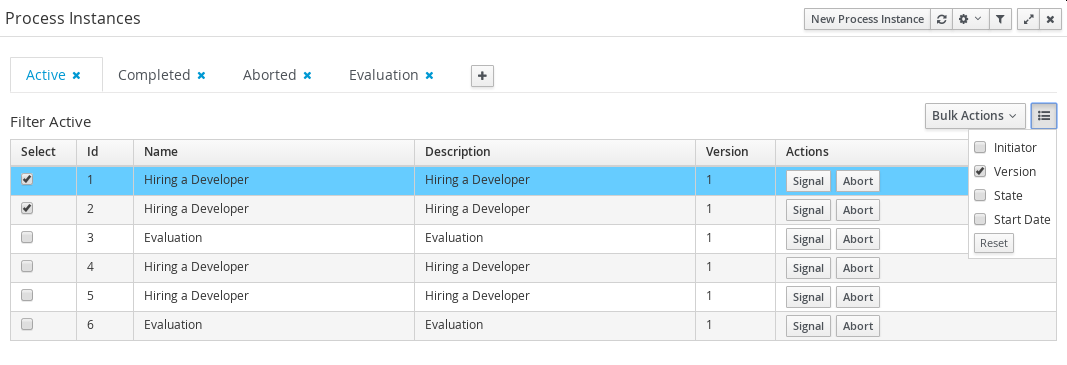 Process Instances
New Process Instance
Active Completed Aborted Evaluation
Filter Active
Bulk Actions
Select Id Name Description Version Actions
1 Hiring a Developer Hiring a Developer 1 Signal Abort
2 Hiring a Developer Hiring a Developer 1 Signal Abort
3 Evaluation Evaluation 1 Signal Abort
4 Hiring a Developer Hiring a Developer 1 Signal Abort
5 Hiring a Developer Hiring a Developer 1 Signal Abort
6 Evaluation Evaluation 1 Signal Abort
Initiator
Version
State
Start Date
Reset